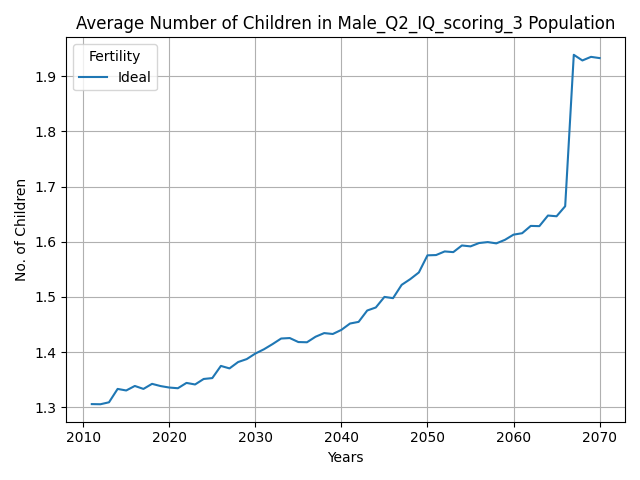 Average Number of Children in Male_Q2_IQ_scoring_3 Population
Fertility
Ideal
No. of Children
1.9
1.8
1.7
1.6
1.5
1.4
1.3
2010 2020 2030 2040 2050 2060 2070
Years